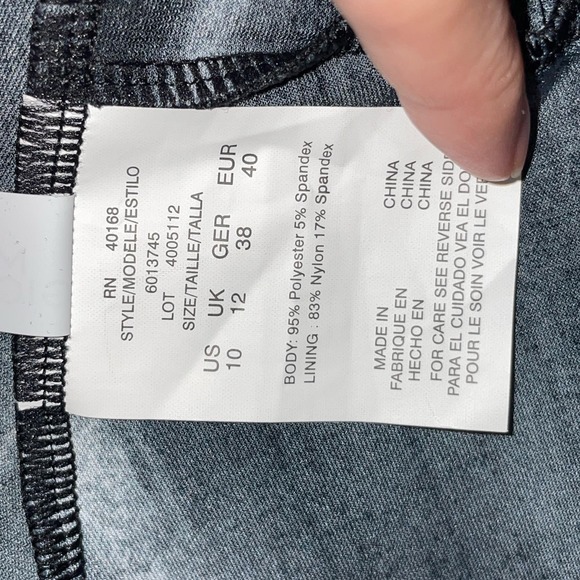 RN 40168
STYLE/MODELE/ESTILO
6013745
LOT 4005112
SIZE/TAILLE/TALLA
US UK GER EUR
10 12 38 40
BODY: 95% Polyester 5% Spandex
LINING : 83% Nylon 17% Spandex
MADE IN CHINA
FABRIQUE EN CHINA
HECHO EN CHINA
FOR CARE SEE REVERSE SIDE
PARA EL CUIDADO VEA EL DO
POUR LE SOIN VOIR LE VE